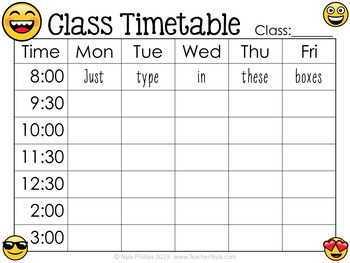 Class Timetable Class:______
Time Mon Tue Wed Thu Fri
8:00 Just type in these boxes
9:30
10:00
11:30
12:30
2:00
3:00
© Nyla Phillips 2019 www.TeacherNyla.com